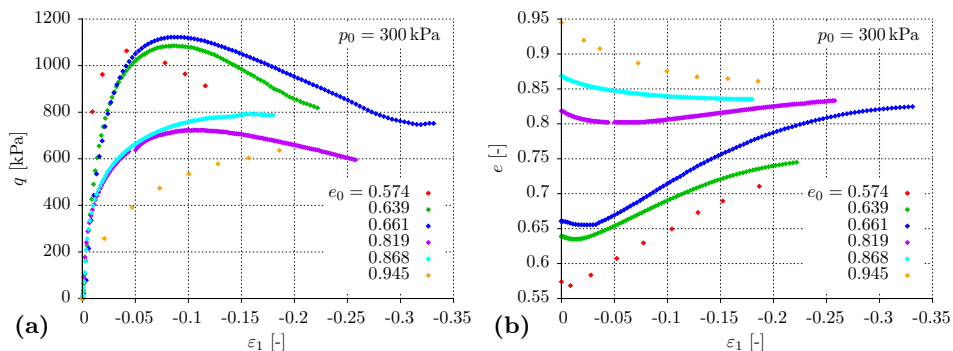 1200
1000
800
600
400
200
0
q [kPa]
p₀ = 300 kPa
e₀ = 0.574
0.639
0.661
0.819
0.868
0.945
0 -0.05 -0.1 -0.15 -0.2 -0.25 -0.3 -0.35
(a)
ε₁ [-]
0.95
0.9
0.85
0.8
0.75
0.7
0.65
0.6
0.55
e [-]
p₀ = 300 kPa
e₀ = 0.574
0.639
0.661
0.819
0.868
0.945
0 -0.05 -0.1 -0.15 -0.2 -0.25 -0.3 -0.35
(b)
ε₁ [-]